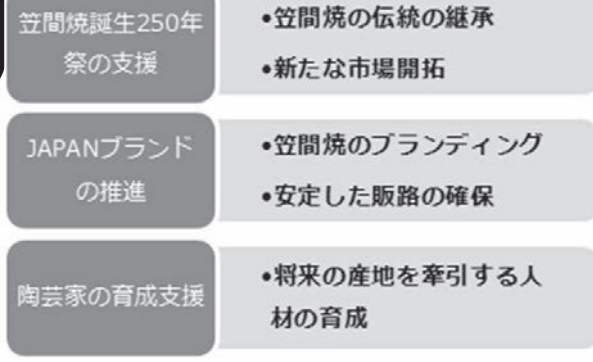 笠間焼誕生250年
祭の支援
•笠間焼の伝統の継承
•新たな市場開拓
JAPANブランド
の推進
•笠間焼のブランディング
•安定した販路の確保
陶芸家の育成支援
•将来の産地を牽引する人
材の育成